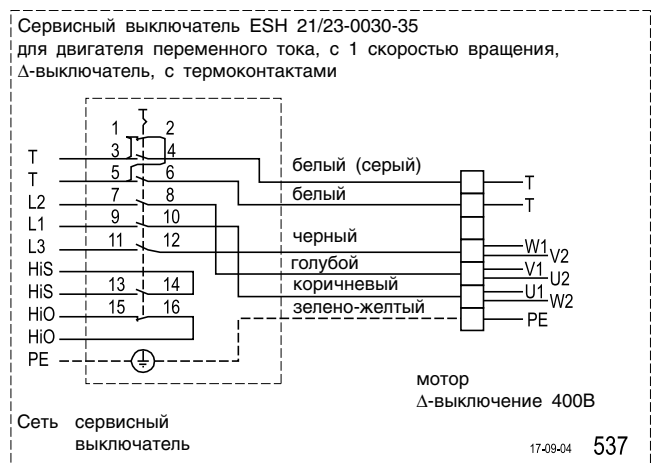 Сервисный выключатель ESH 21/23-0030-35
для двигателя переменного тока, с 1 скоростью вращения,
Δ-выключатель, с термоконтактами
T
1 2
T 3 4 белый (серый) T
T 5 6 белый T
L2 7 8
L1 9 10
L3 11 12 черный W1
V2
HiS голубой V1
U2
HiS 13 14 коричневый U1
W2
HiO 15 16 зелено-желтый PE
HiO
PE
мотор
Δ-выключение 400В
Сеть сервисный
выключатель
17-09-04 537